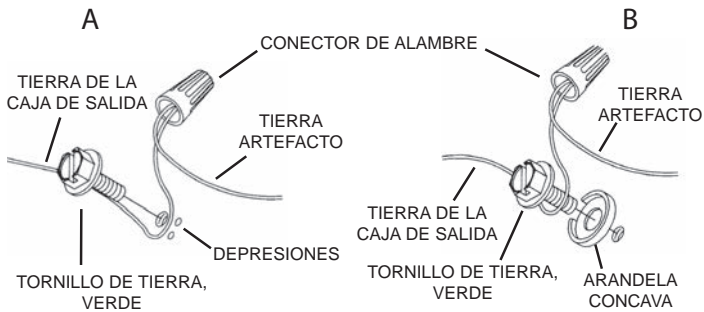 A
B
CONECTOR DE ALAMBRE
TIERRA DE LA
CAJA DE SALIDA
TIERRA
ARTEFACTO
TIERRA
ARTEFACTO
DEPRESIONES
TORNILLO DE TIERRA,
VERDE
TIERRA DE LA
CAJA DE SALIDA
TORNILLO DE TIERRA,
VERDE
ARANDELA
CONCAVA